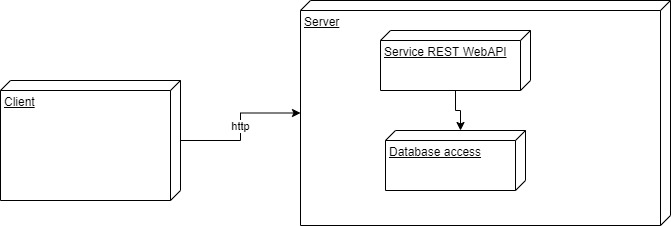 Server
Service REST WebAPI
Client
http
Database access